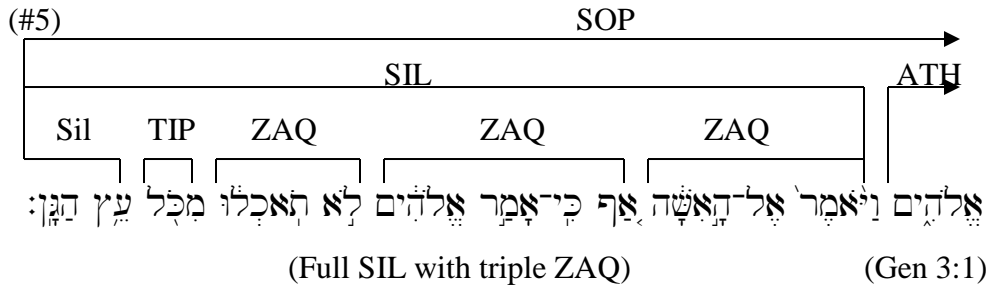 (#5) SOP
SIL ATH
Sil TIP ZAQ ZAQ ZAQ
אֱלֹהִ֑ים וַיֹּ֙אמֶר֙ אֶל־הָ֣אִשָּׁ֔ה אַ֚ף כִּֽי־אָמַ֣ר אֱלֹהִ֔ים לֹ֣א תֹֽאכְל֔וּ מִכֹּ֖ל עֵ֥ץ הַגָּֽן׃
(Full SIL with triple ZAQ) (Gen 3:1)